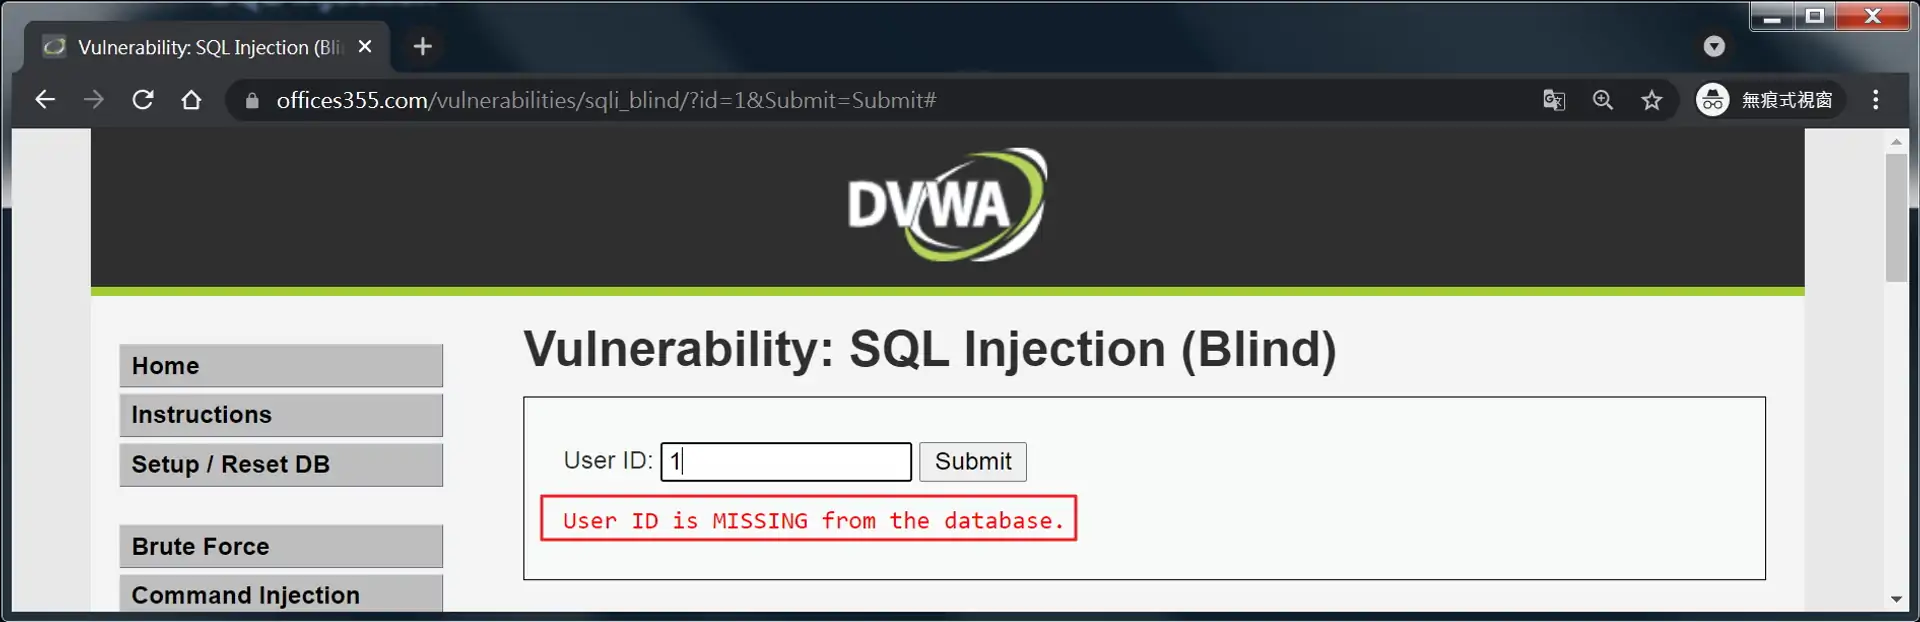 Vulnerability: SQL Injection (Bli
offices355.com/vulnerabilities/sqli_blind/?id=1&Submit=Submit#
無痕式視窗
DVWA
Vulnerability: SQL Injection (Blind)
Home
Instructions
Setup / Reset DB
Brute Force
Command Injection
User ID: 1 Submit
User ID is MISSING from the database.